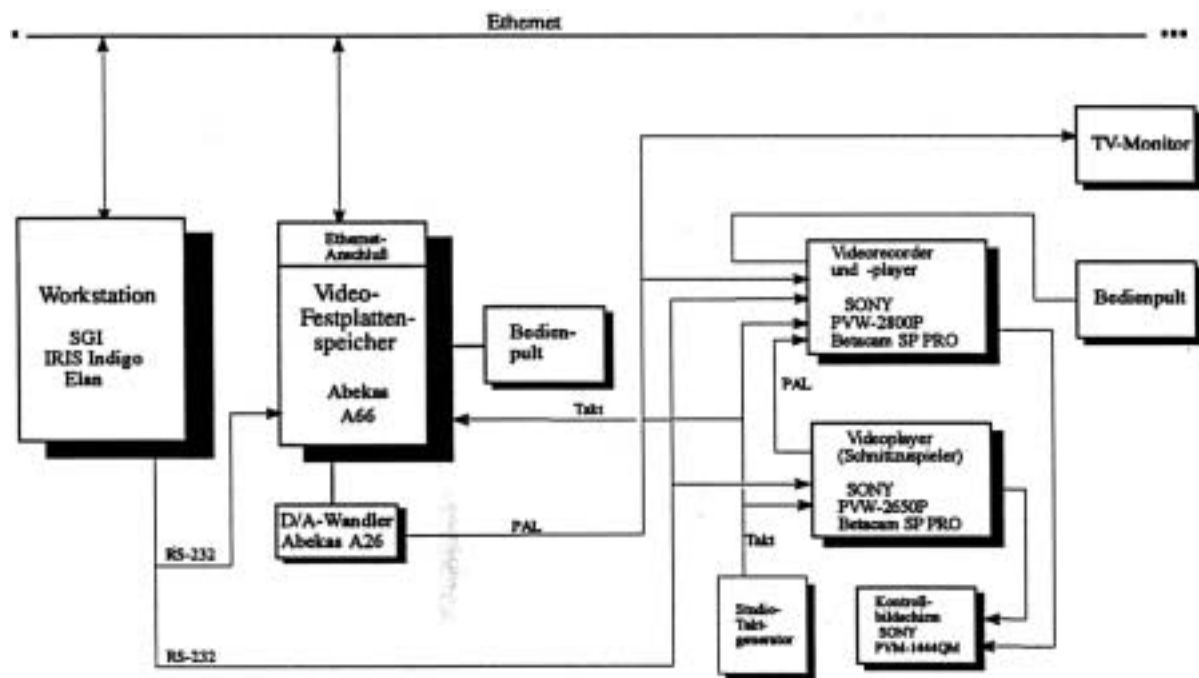 Ethernet
TV-Monitor
Workstation
SGI
IRIS Indigo
Elan
Ethernet-
Anschluß
Video-
Festplatten-
speicher
Abekas
A66
Bedien-
pult
Videorecorder
und -player
SONY
PVW-2800P
Betacam SP PRO
Bedienpult
PAL
Takt
Videoplayer
(Schnittzuspieler)
SONY
PVW-2650P
Betacam SP PRO
D/A-Wandler
Abekas A26
PAL
Takt
RS-232
Studio-
Takt-
generator
Kontroll-
bildschirm
SONY
PVM-1444QM
RS-232